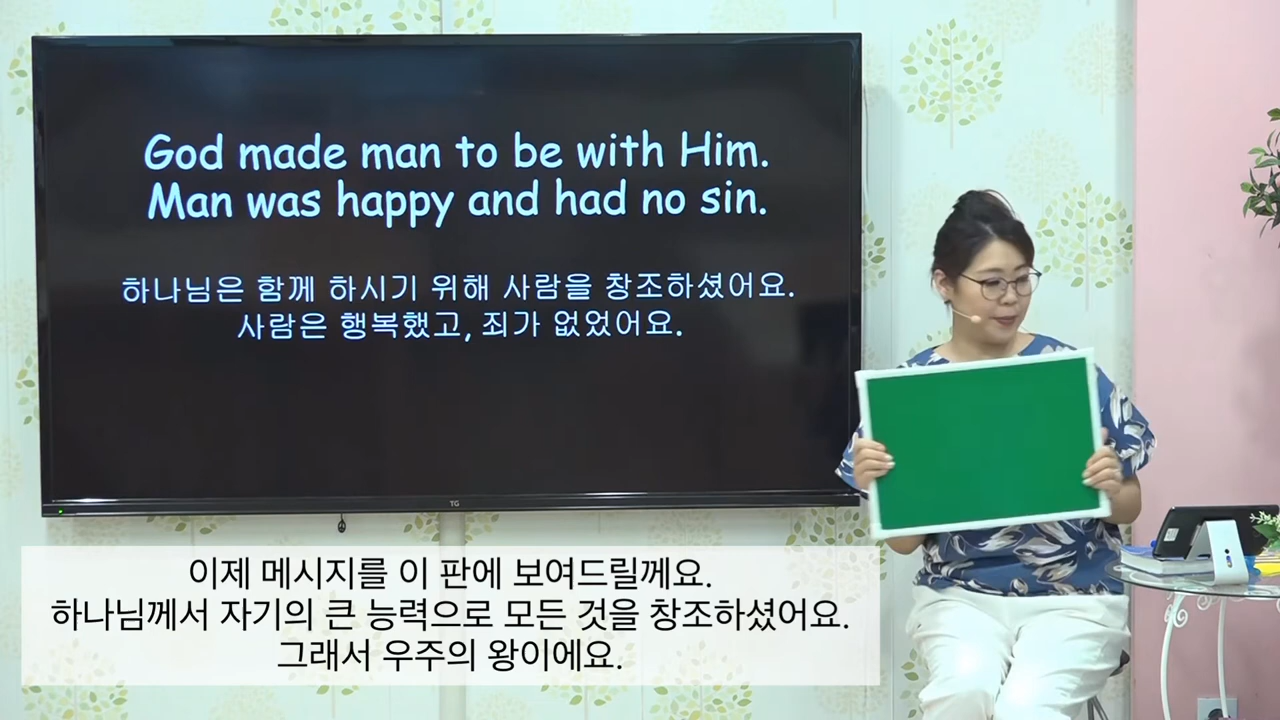 God made man to be with Him.
Man was happy and had no sin.
하나님은 함께 하시기 위해 사람을 창조하셨어요.
사람은 행복했고, 죄가 없었어요.
TG
이제 메시지를 이 판에 보여드릴께요.
하나님께서 자기의 큰 능력으로 모든 것을 창조하셨어요.
그래서 우주의 왕이에요.